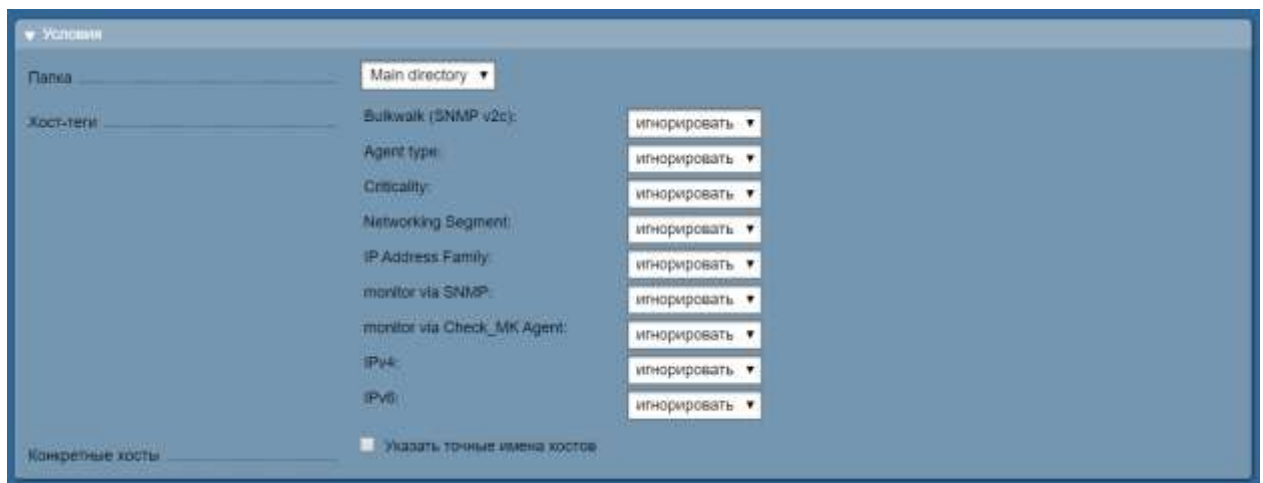 Условия
Папка Main directory
Хост-теги Bulkwalk (SNMP v2c): игнорировать
Agent type: игнорировать
Criticality: игнорировать
Networking Segment: игнорировать
IP Address Family: игнорировать
monitor via SNMP: игнорировать
monitor via Check_MK Agent: игнорировать
IPv4: игнорировать
IPv6: игнорировать
Конкретные хосты Указать точные имена хостов